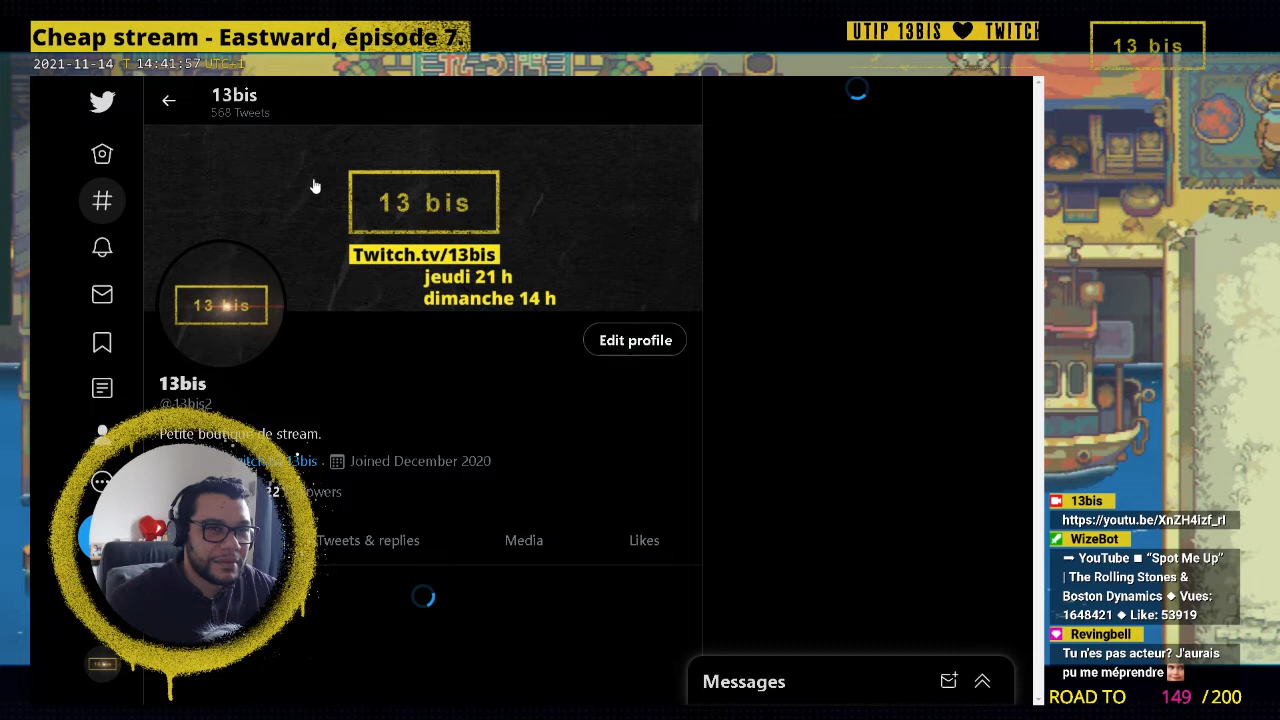 Cheap stream - Eastward, épisode 7
UTIP 13BIS ♥ TWITCH
13 bis
2021-11-14 T 14:41:57 UTC+1
13bis
568 Tweets
13 bis
Twitch.tv/13bis
jeudi 21 h
dimanche 14 h
13 bis
Edit profile
13bis
@13bis2
Petite boutique de stream.
Joined December 2020
Tweets & replies
Media
Likes
Messages
13bis
https://youtu.be/XnZH4izf_rI
WizeBot
➡ YouTube ■ “Spot Me Up”
| The Rolling Stones &
Boston Dynamics ◆ Vues:
1648421 ◆ Like: 53919
Revingbell
Tu n'es pas acteur? J'aurais
pu me méprendre
ROAD TO 149 / 200